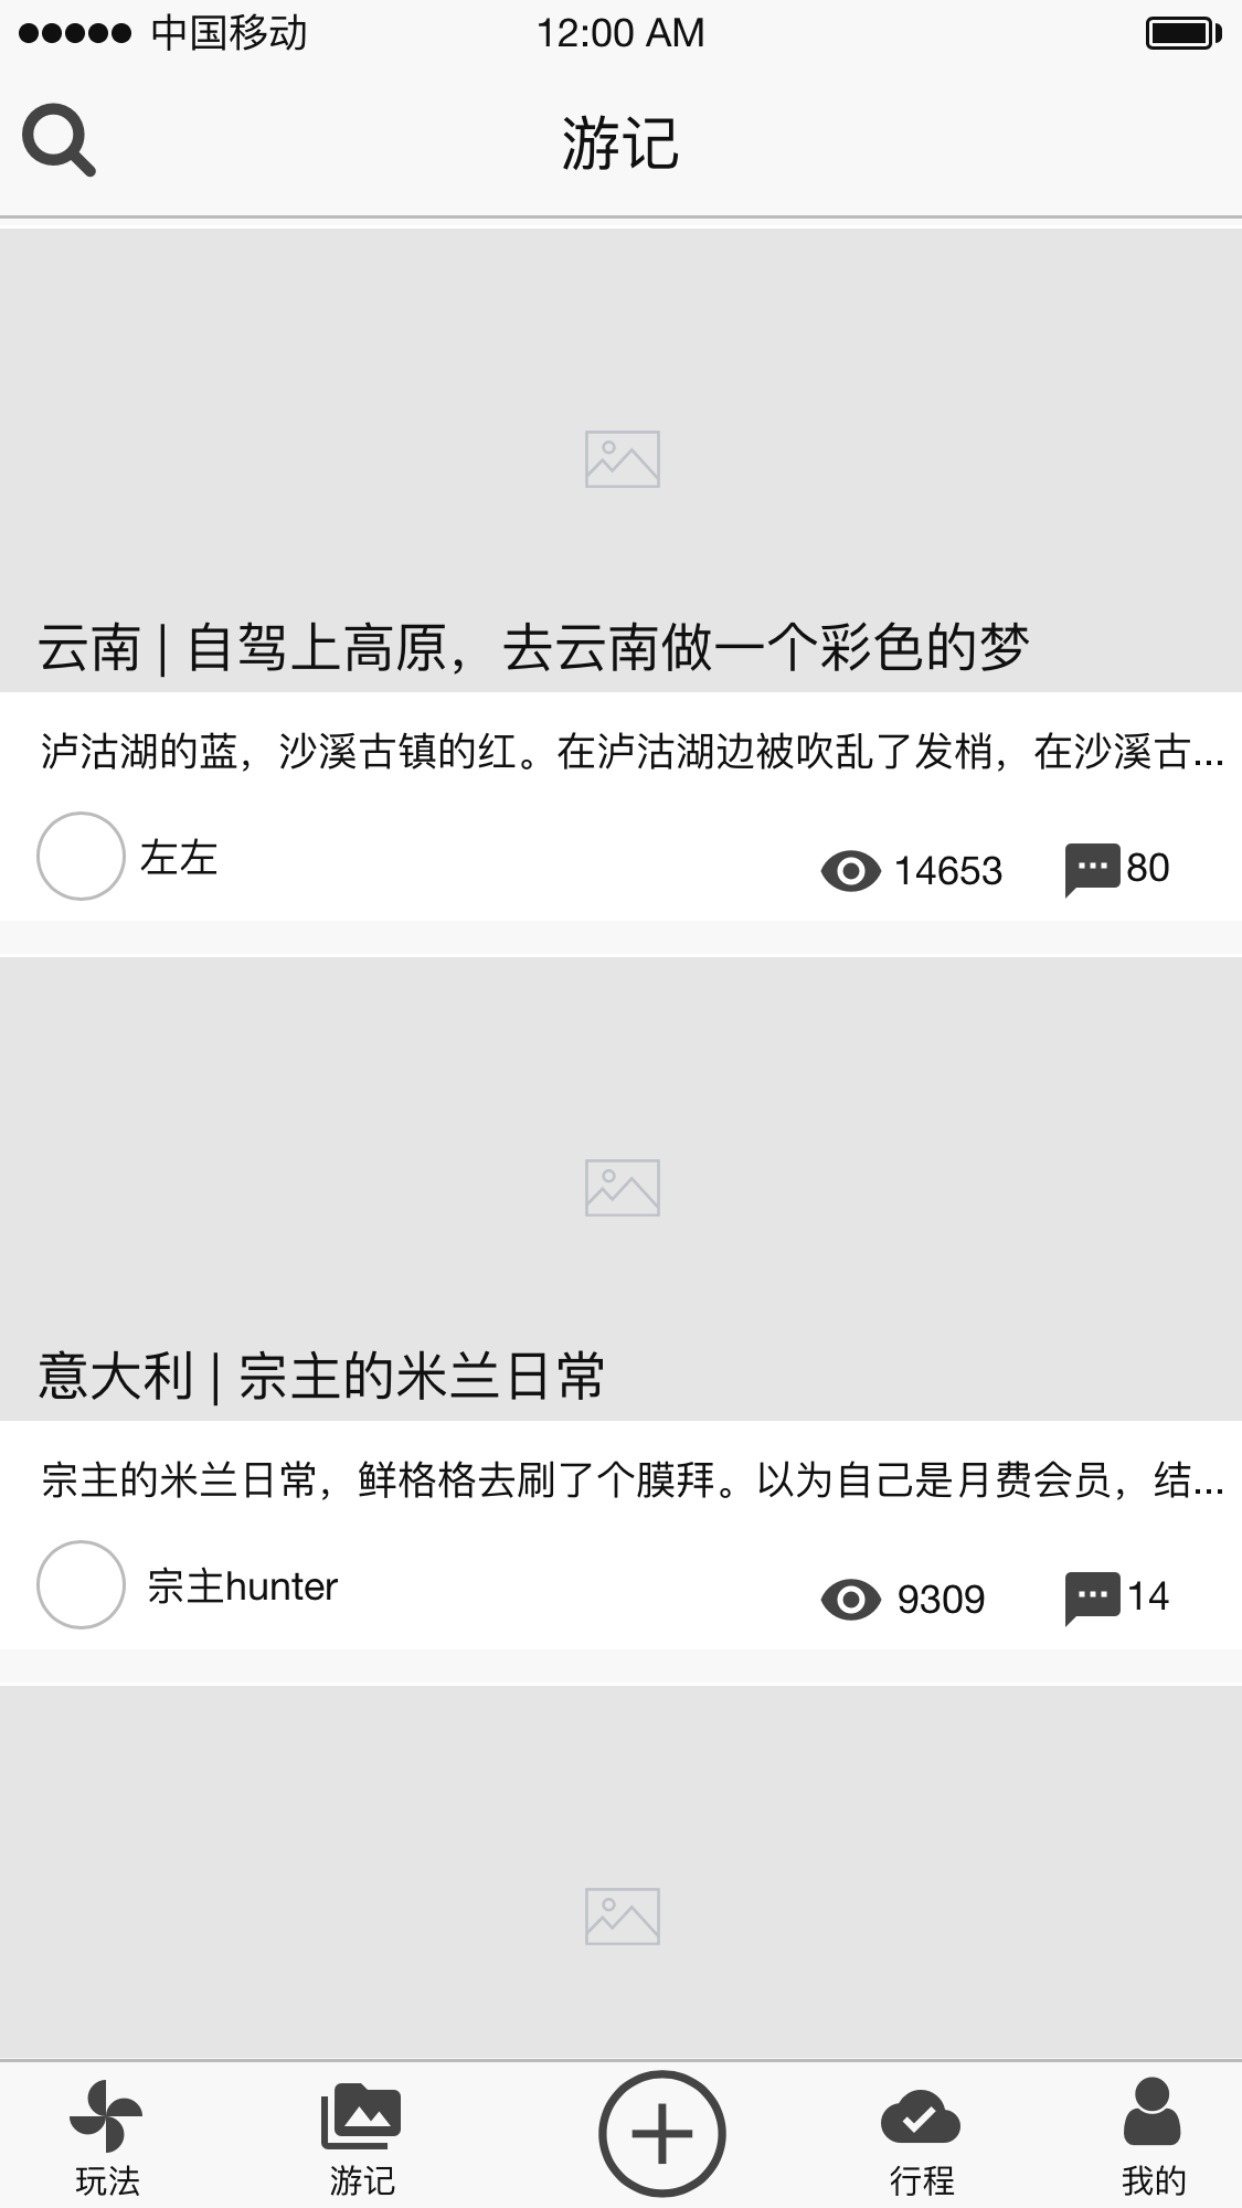 中国移动 12:00 AM
游记
云南 | 自驾上高原，去云南做一个彩色的梦
泸沽湖的蓝，沙溪古镇的红。在泸沽湖边被吹乱了发梢，在沙溪古...
左左 14653 80
意大利 | 宗主的米兰日常
宗主的米兰日常，鲜格格去刷了个膜拜。以为自己是月费会员，结...
宗主hunter 9309 14
玩法 游记 行程 我的